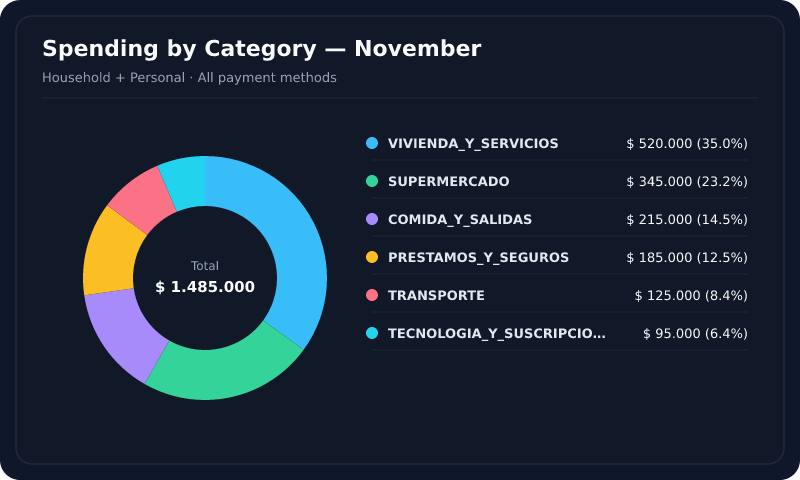 Spending by Category — November
Household + Personal · All payment methods
VIVIENDA_Y_SERVICIOS $ 520.000 (35.0%)
SUPERMERCADO $ 345.000 (23.2%)
COMIDA_Y_SALIDAS $ 215.000 (14.5%)
PRESTAMOS_Y_SEGUROS $ 185.000 (12.5%)
TRANSPORTE $ 125.000 (8.4%)
TECNOLOGIA_Y_SUSCRIPCIO... $ 95.000 (6.4%)
Total
$ 1.485.000